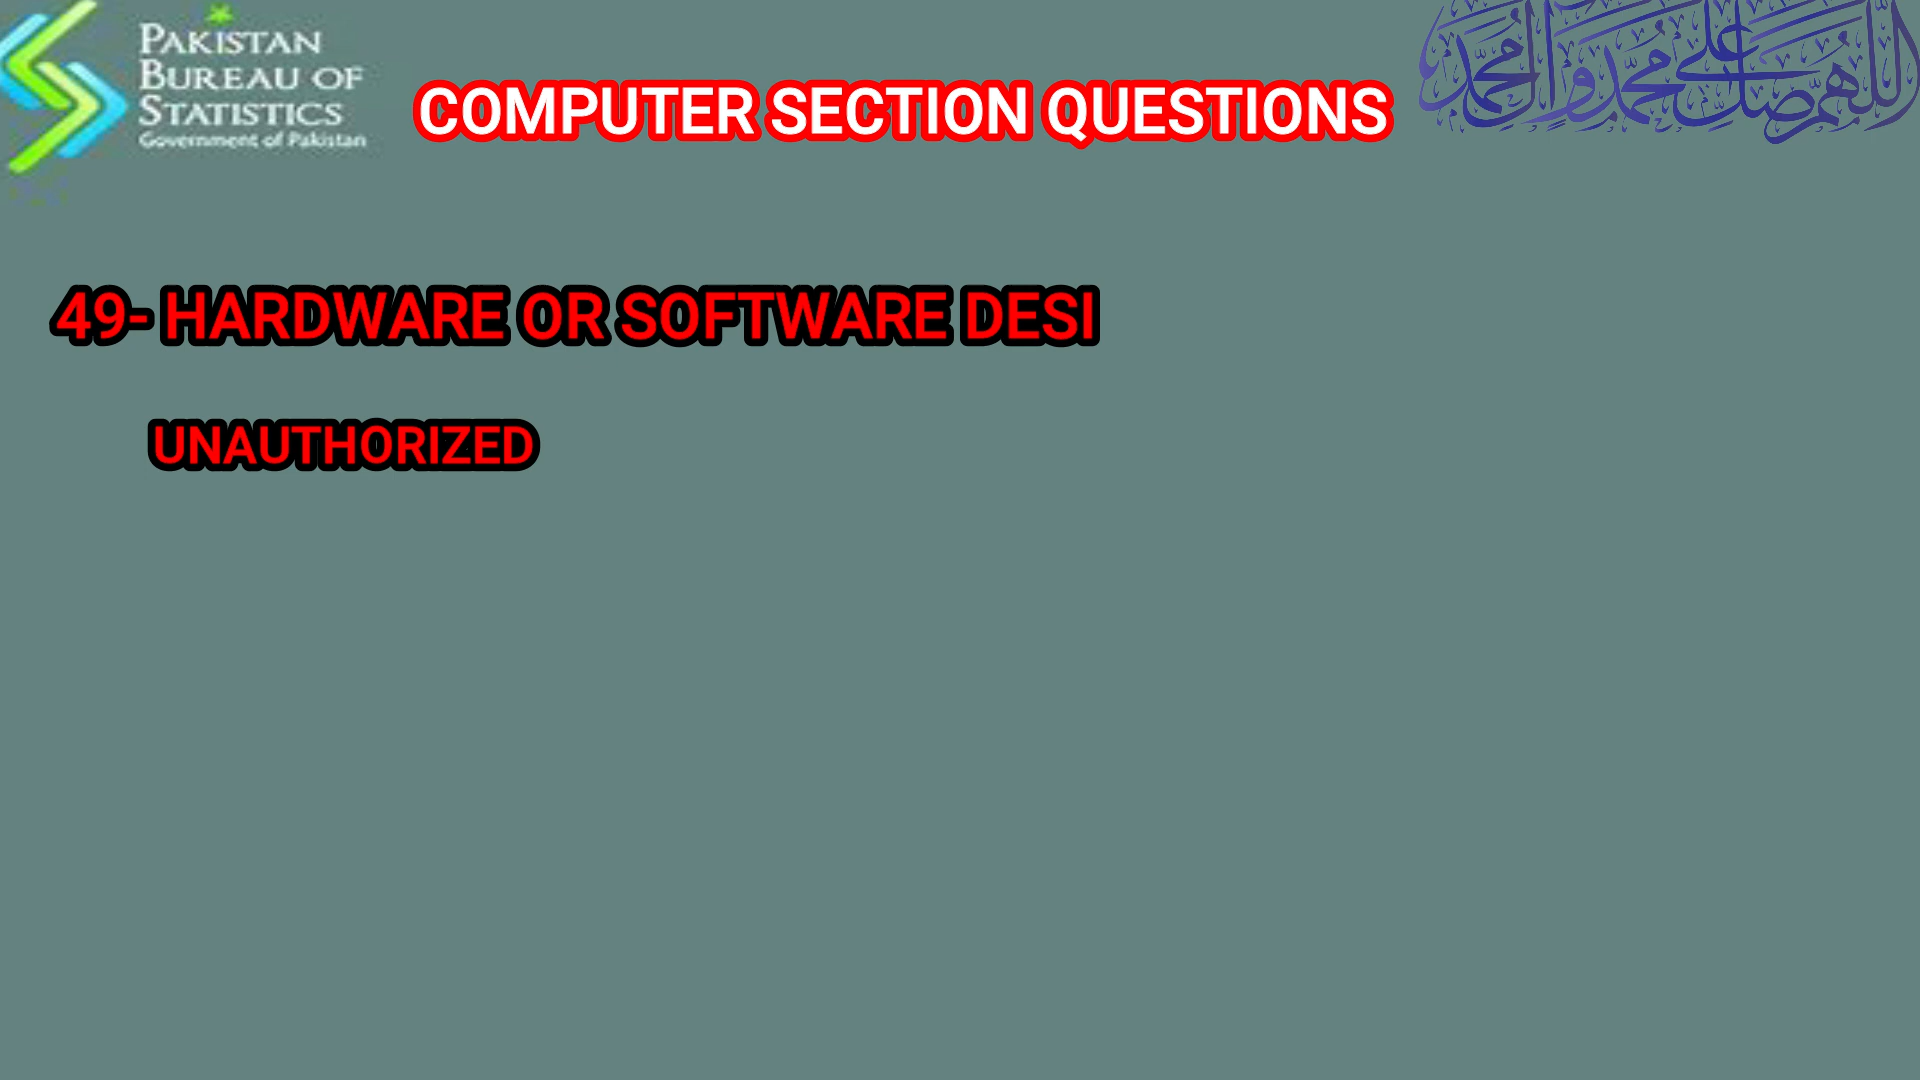 PAKISTAN
BUREAU OF
STATISTICS
Government of Pakistan
COMPUTER SECTION QUESTIONS
اللهم صل على محمد وآل محمد
49- HARDWARE OR SOFTWARE DESI
UNAUTHORIZED